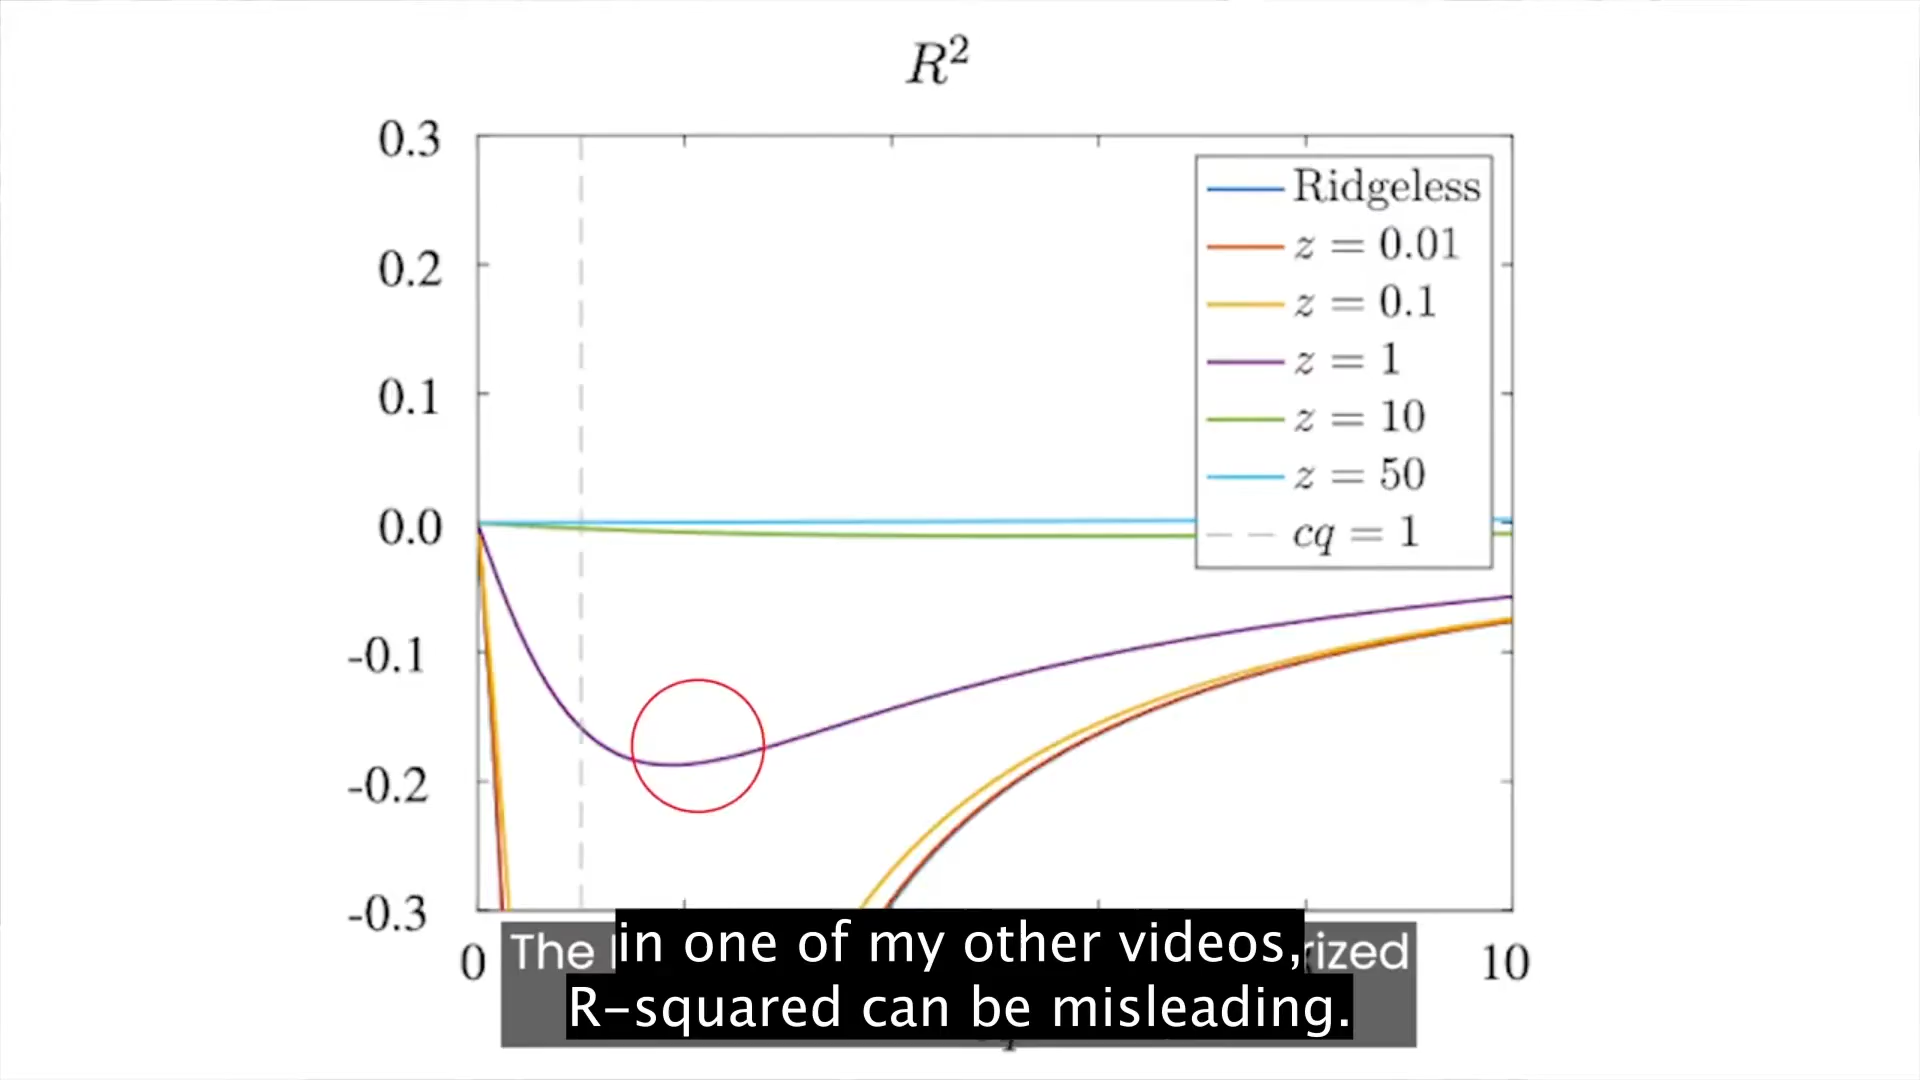 R²
0.3
0.2
0.1
0.0
-0.1
-0.2
-0.3
Ridgeless
z = 0.01
z = 0.1
z = 1
z = 10
z = 50
cq = 1
0
10
The
in one of my other videos,
R-squared can be misleading.